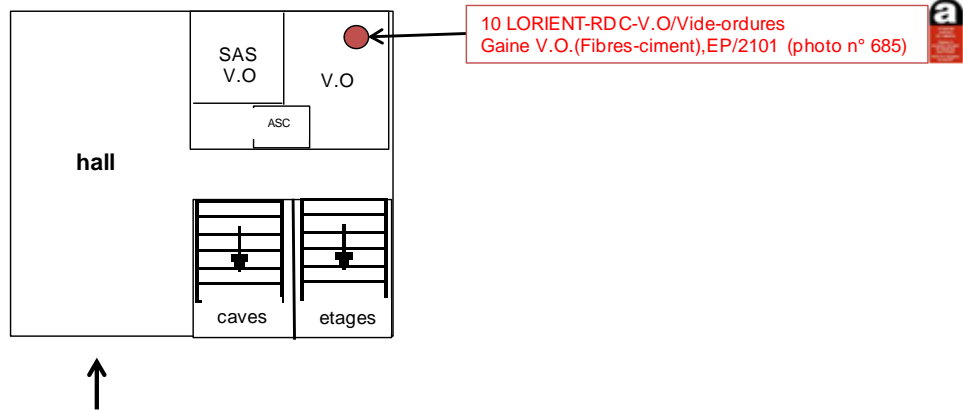 10 LORIENT-RDC-V.O/Vide-ordures
Gaine V.O.(Fibres-ciment),EP/2101 (photo n° 685)
a
SAS
V.O
V.O
ASC
hall
caves
etages